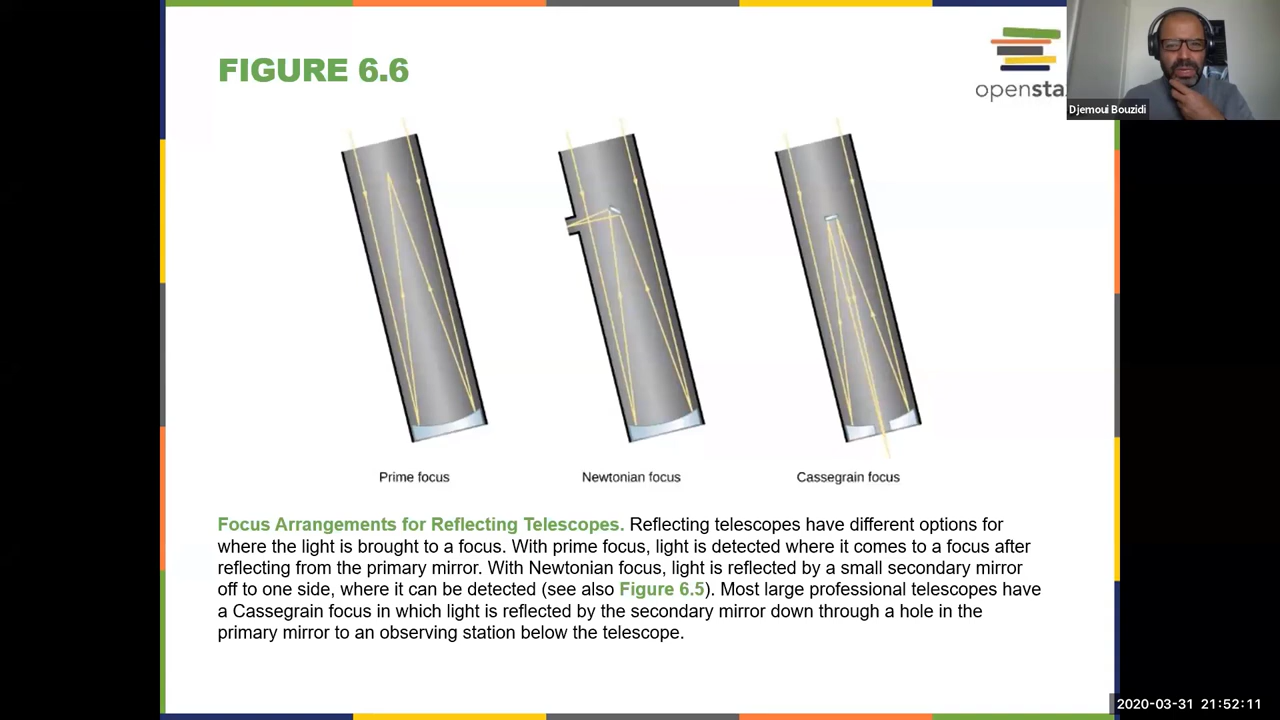 FIGURE 6.6
opensta
Djemoui Bouzidi
Prime focus
Newtonian focus
Cassegrain focus
Focus Arrangements for Reflecting Telescopes. Reflecting telescopes have different options for
where the light is brought to a focus. With prime focus, light is detected where it comes to a focus after
reflecting from the primary mirror. With Newtonian focus, light is reflected by a small secondary mirror
off to one side, where it can be detected (see also Figure 6.5). Most large professional telescopes have
a Cassegrain focus in which light is reflected by the secondary mirror down through a hole in the
primary mirror to an observing station below the telescope.
2020-03-31 21:52:11